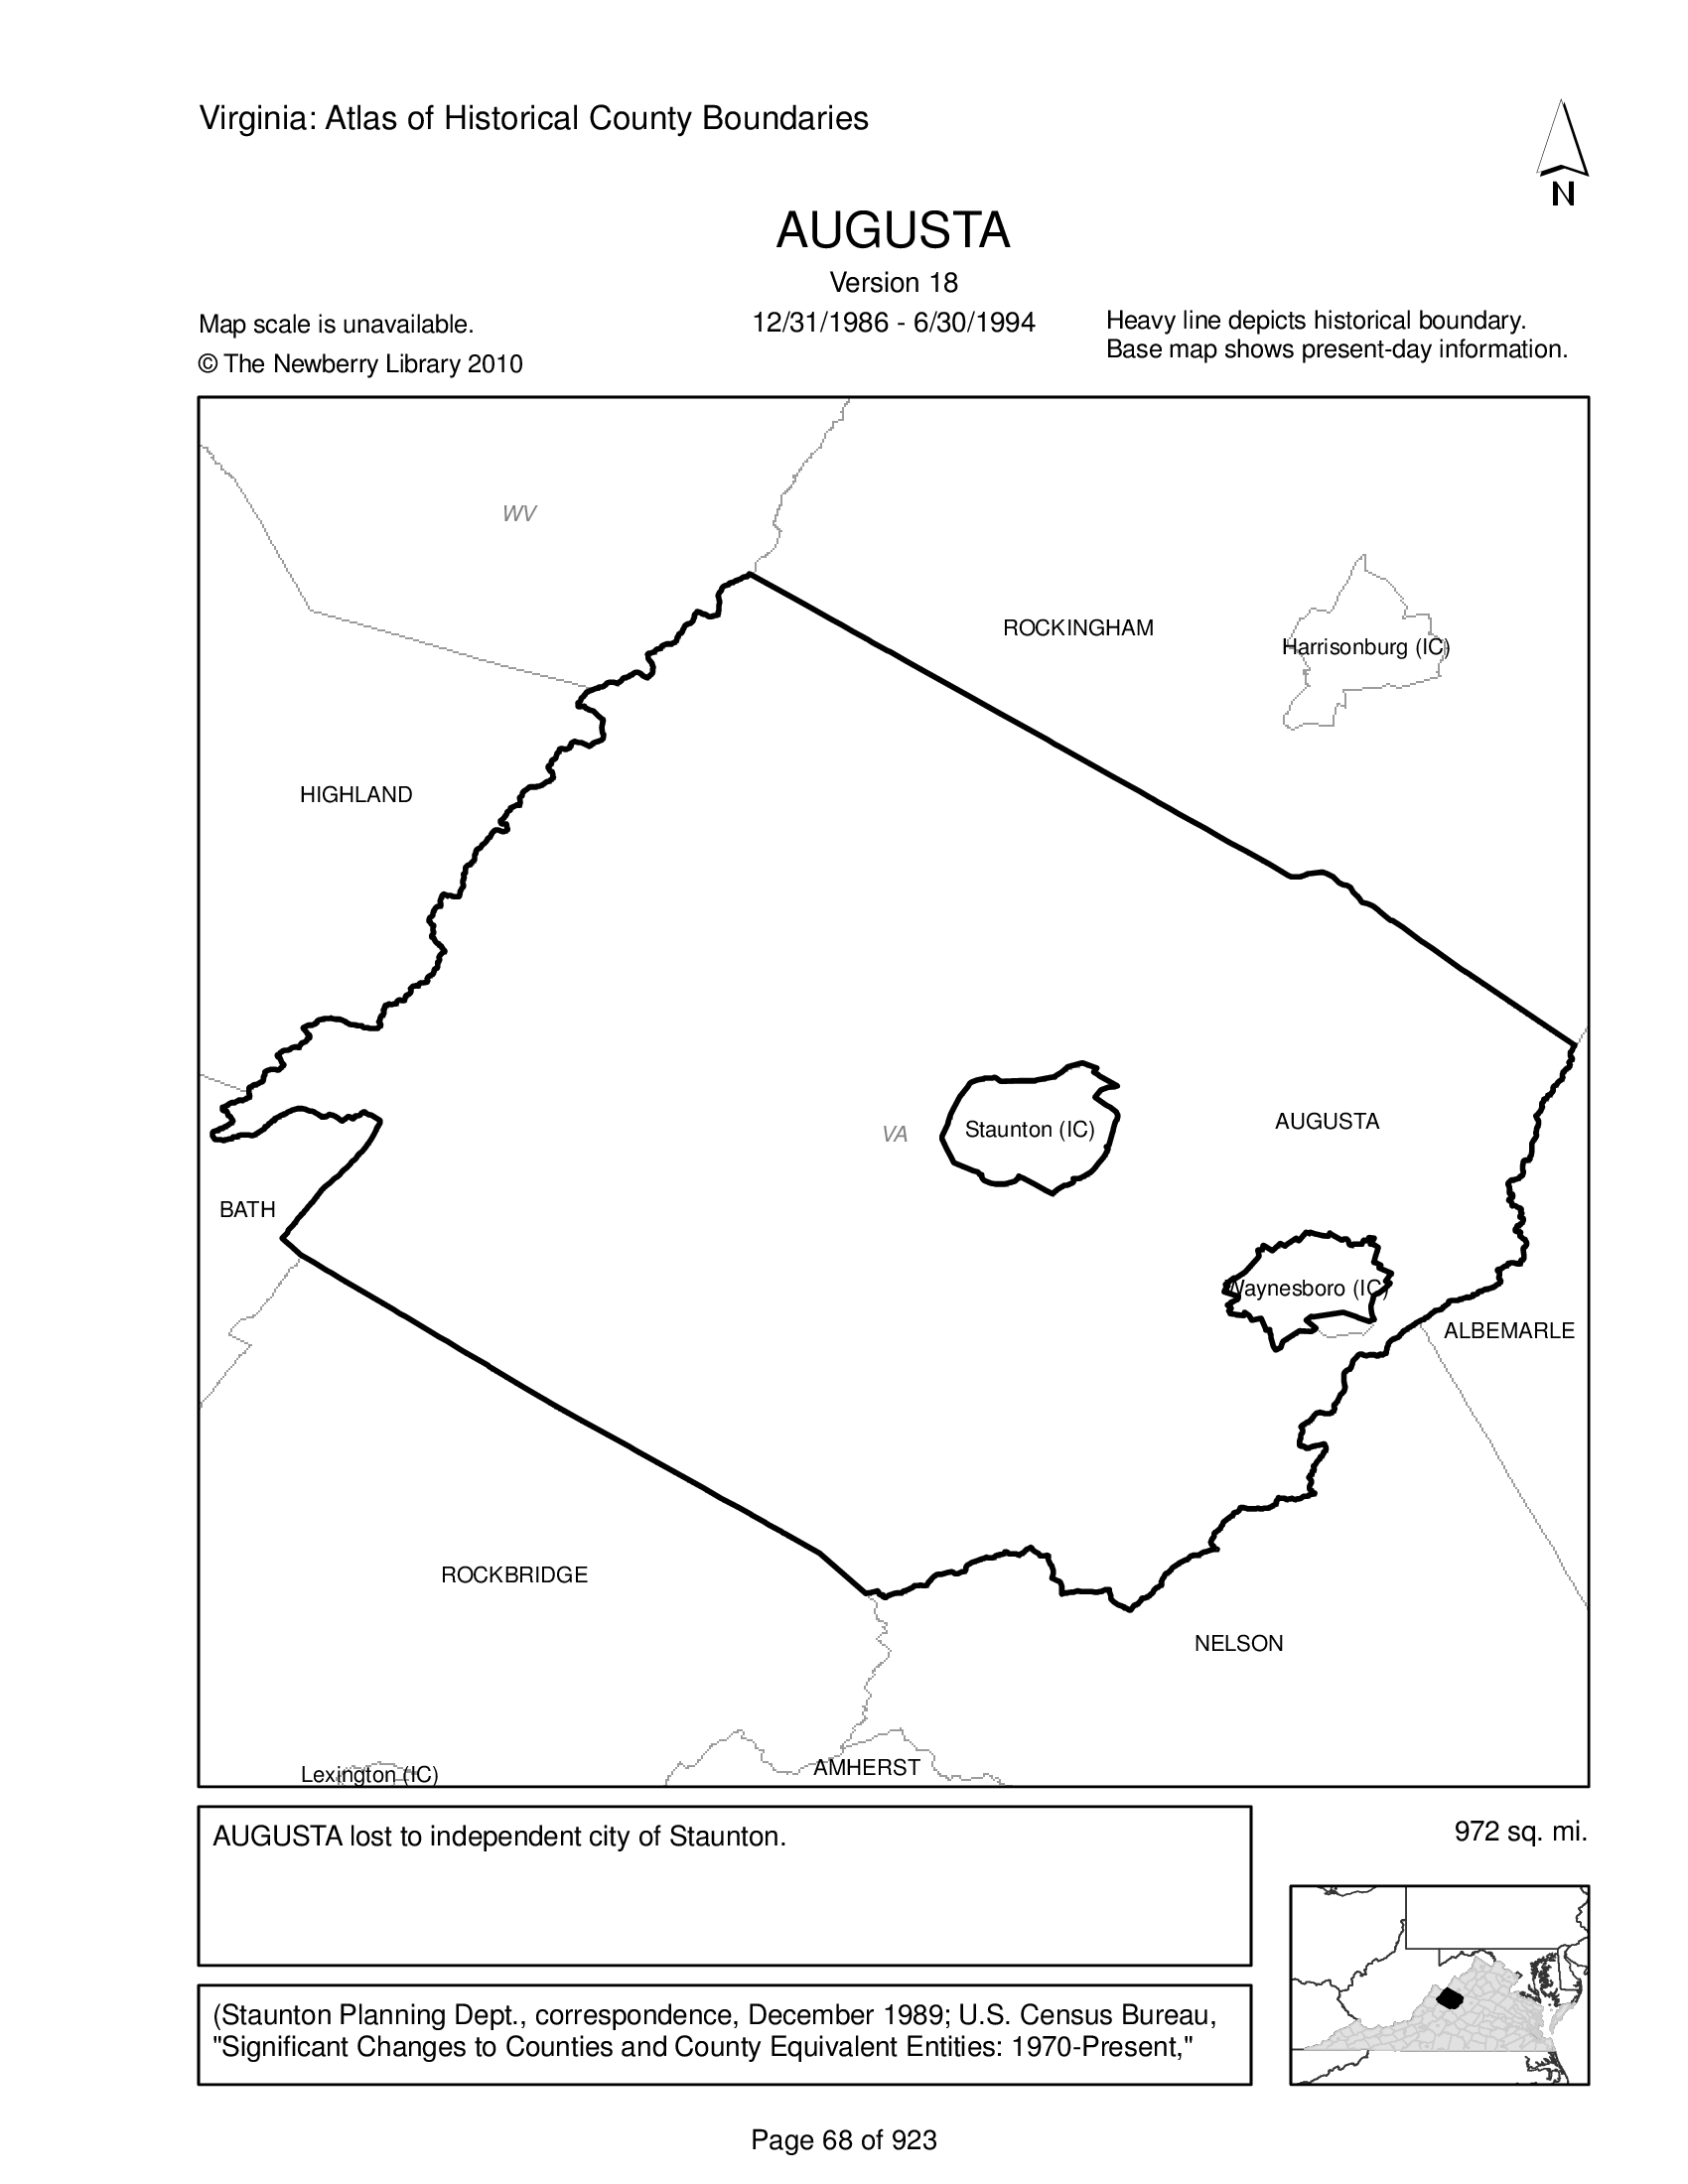 Virginia: Atlas of Historical County Boundaries
N
AUGUSTA
Version 18
12/31/1986 - 6/30/1994
Map scale is unavailable.
© The Newberry Library 2010
Heavy line depicts historical boundary.
Base map shows present-day information.
WV
ROCKINGHAM
Harrisonburg (IC)
HIGHLAND
Staunton (IC)
AUGUSTA
VA
BATH
Waynesboro (IC)
ALBEMARLE
ROCKBRIDGE
NELSON
AMHERST
Lexington (IC)
AUGUSTA lost to independent city of Staunton.
972 sq. mi.
(Staunton Planning Dept., correspondence, December 1989; U.S. Census Bureau,
"Significant Changes to Counties and County Equivalent Entities: 1970-Present,"
Page 68 of 923